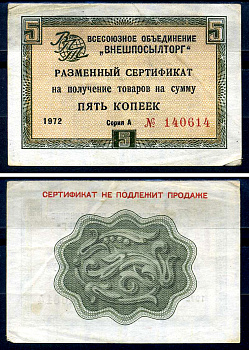 5 ВСЕСОЮЗНОЕ ОБЪЕДИНЕНИЕ 5
„ВНЕШПОСЫЛТОРГ"
РАЗМЕННЫЙ СЕРТИФИКАТ
на получение товаров на сумму
ПЯТЬ КОПЕЕК
1972 Серия А № 140614
5
СЕРТИФИКАТ НЕ ПОДЛЕЖИТ ПРОДАЖЕ